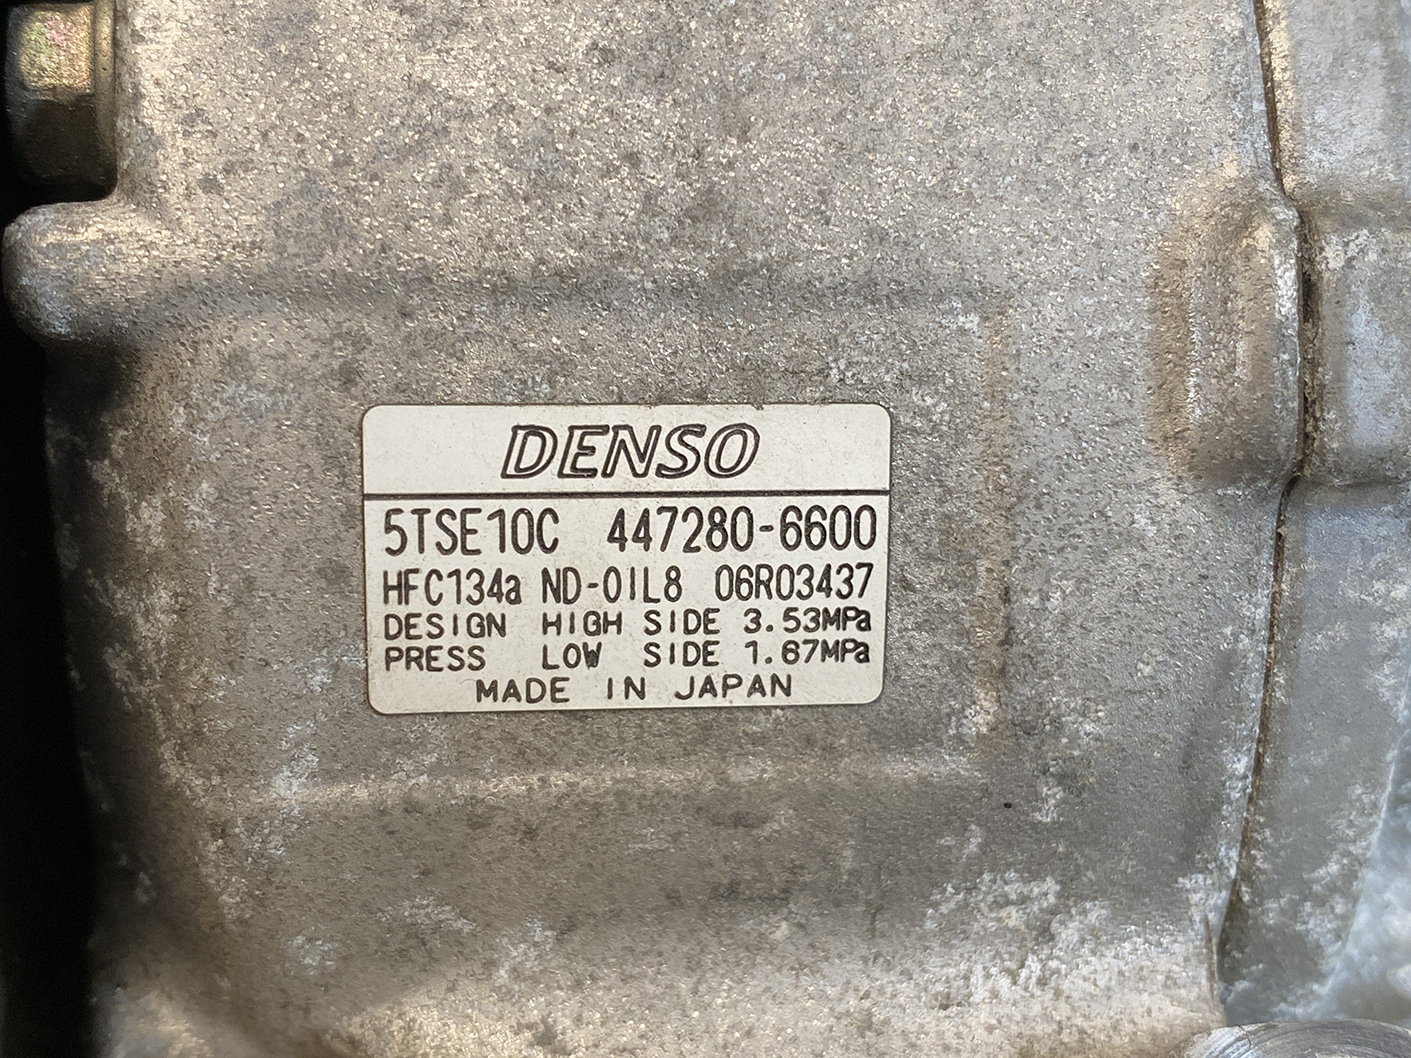 DENSO
5TSE10C 447280-6600
HFC134a ND-OIL8 06R03437
DESIGN HIGH SIDE 3.53MPa
PRESS LOW SIDE 1.67MPa
MADE IN JAPAN